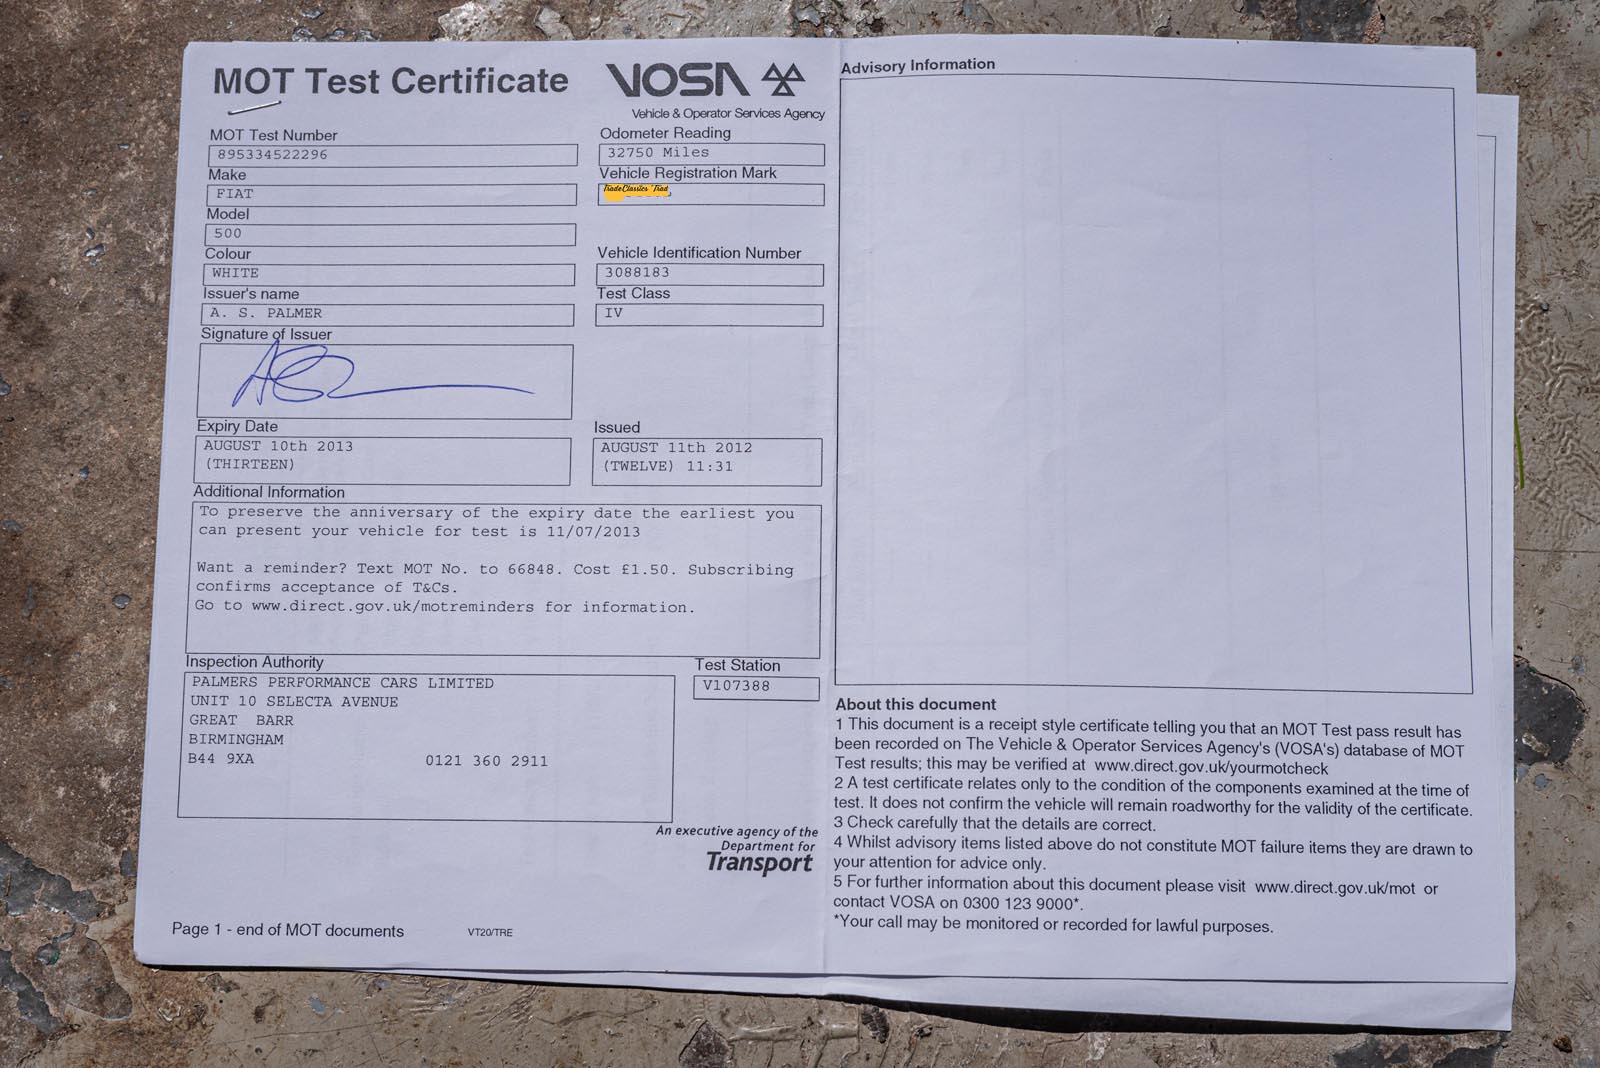 MOT Test Certificate
VOSA
Vehicle & Operator Services Agency
MOT Test Number
895334522296
Odometer Reading
32750 Miles
Make
FIAT
Vehicle Registration Mark
TradeClassics Trad
Model
500
Colour
WHITE
Vehicle Identification Number
3088183
Issuer's name
A. S. PALMER
Test Class
IV
Signature of Issuer
Expiry Date
AUGUST 10th 2013
(THIRTEEN)
Issued
AUGUST 11th 2012
(TWELVE) 11:31
Additional Information
To preserve the anniversary of the expiry date the earliest you
can present your vehicle for test is 11/07/2013
Want a reminder? Text MOT No. to 66848. Cost £1.50. Subscribing
confirms acceptance of T&Cs.
Go to www.direct.gov.uk/motreminders for information.
Inspection Authority
PALMERS PERFORMANCE CARS LIMITED
UNIT 10 SELECTA AVENUE
GREAT BARR
BIRMINGHAM
B44 9XA 0121 360 2911
Test Station
V107388
An executive agency of the
Department for
Transport
Page 1 - end of MOT documents VT20/TRE
Advisory Information
About this document
1 This document is a receipt style certificate telling you that an MOT Test pass result has
been recorded on The Vehicle & Operator Services Agency's (VOSA's) database of MOT
Test results; this may be verified at www.direct.gov.uk/yourmotcheck
2 A test certificate relates only to the condition of the components examined at the time of
test. It does not confirm the vehicle will remain roadworthy for the validity of the certificate.
3 Check carefully that the details are correct.
4 Whilst advisory items listed above do not constitute MOT failure items they are drawn to
your attention for advice only.
5 For further information about this document please visit www.direct.gov.uk/mot or
contact VOSA on 0300 123 9000*.
*Your call may be monitored or recorded for lawful purposes.